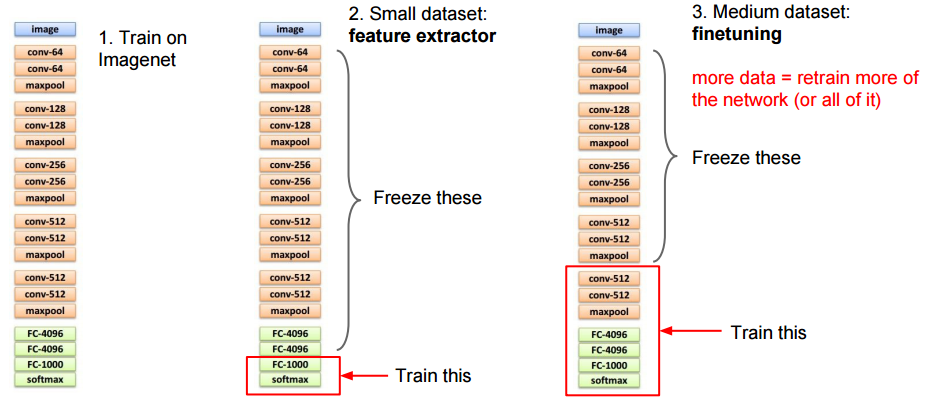 image
conv-64
conv-64
maxpool
conv-128
conv-128
maxpool
conv-256
conv-256
maxpool
conv-512
conv-512
maxpool
conv-512
conv-512
maxpool
FC-4096
FC-4096
FC-1000
softmax
1. Train on
Imagenet
image
conv-64
conv-64
maxpool
conv-128
conv-128
maxpool
conv-256
conv-256
maxpool
conv-512
conv-512
maxpool
conv-512
conv-512
maxpool
FC-4096
FC-4096
FC-1000
softmax
2. Small dataset:
feature extractor
Freeze these
Train this
image
conv-64
conv-64
maxpool
conv-128
conv-128
maxpool
conv-256
conv-256
maxpool
conv-512
conv-512
maxpool
conv-512
conv-512
maxpool
FC-4096
FC-4096
FC-1000
softmax
3. Medium dataset:
finetuning
more data = retrain more of
the network (or all of it)
Freeze these
Train this